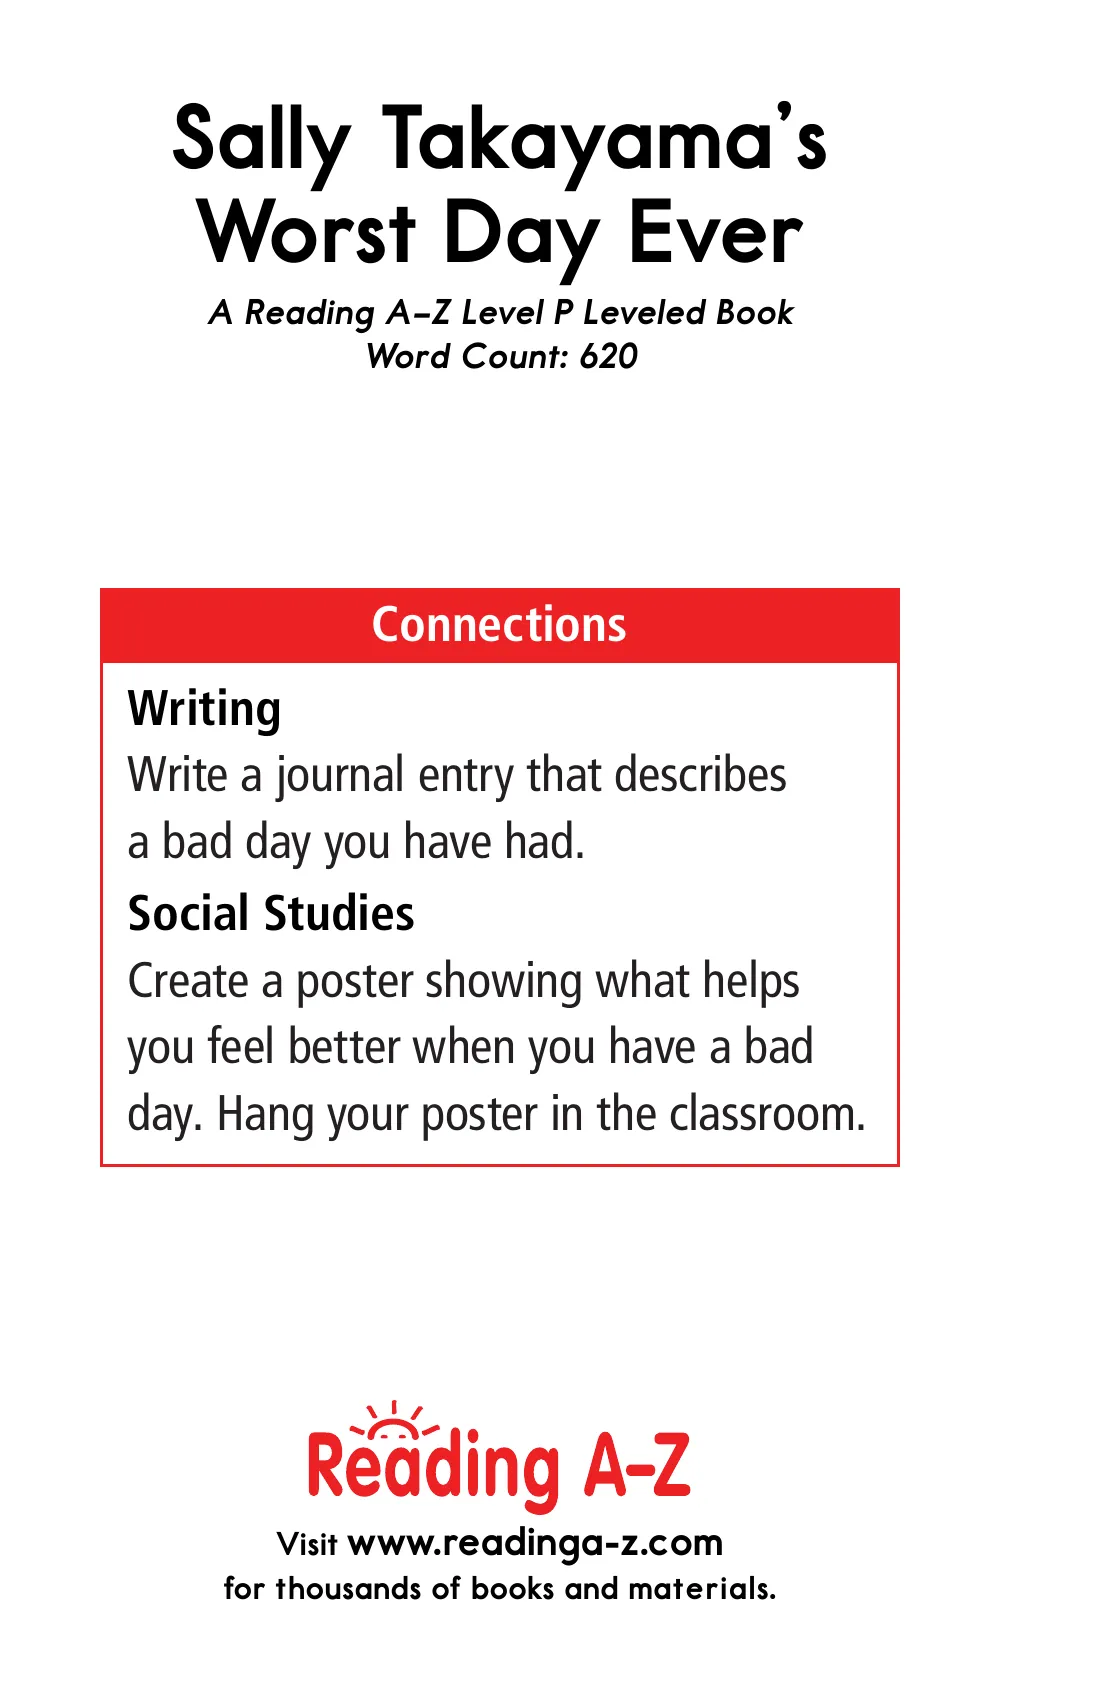 Sally Takayama’s
Worst Day Ever
A Reading A–Z Level P Leveled Book
Word Count: 620
Connections
Writing
Write a journal entry that describes
a bad day you have had.
Social Studies
Create a poster showing what helps
you feel better when you have a bad
day. Hang your poster in the classroom.
Reading A–Z
Visit www.readinga-z.com
for thousands of books and materials.